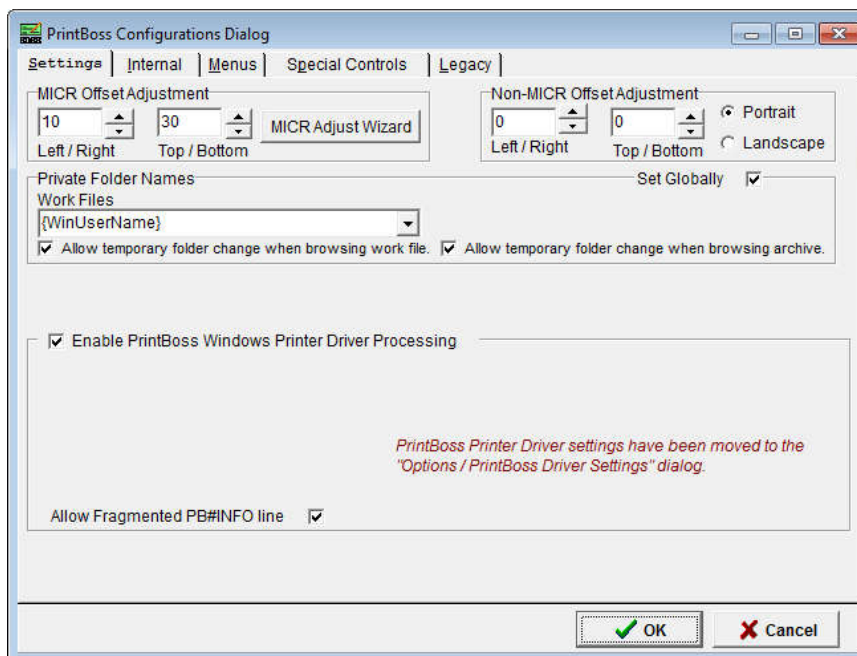 PrintBoss Configurations Dialog
Settings Internal Menus Special Controls Legacy
MICR Offset Adjustment
10 30 MICR Adjust Wizard
Left / Right Top / Bottom
Non-MICR Offset Adjustment
0 0 Portrait
Left / Right Top / Bottom Landscape
Private Folder Names Set Globally
Work Files
{WinUserName}
Allow temporary folder change when browsing work file. Allow temporary folder change when browsing archive.
Enable PrintBoss Windows Printer Driver Processing
PrintBoss Printer Driver settings have been moved to the
"Options / PrintBoss Driver Settings" dialog.
Allow Fragmented PB#INFO line
OK Cancel